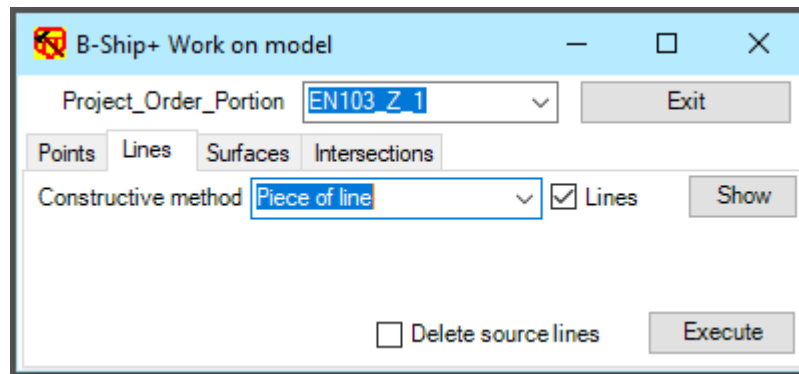 B-Ship+ Work on model
Project_Order_Portion EN103_Z_1 Exit
Points Lines Surfaces Intersections
Constructive method Piece of line Lines Show
Delete source lines Execute